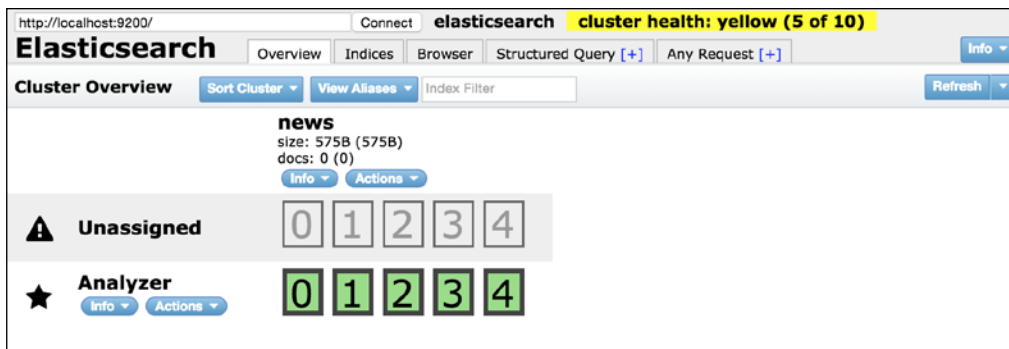 http://localhost:9200/ Connect elasticsearch cluster health: yellow (5 of 10)
Elasticsearch Overview Indices Browser Structured Query [+] Any Request [+] Info
Cluster Overview Sort Cluster View Aliases Index Filter Refresh
news
size: 575B (575B)
docs: 0 (0)
Info Actions
Unassigned 0 1 2 3 4
Analyzer 0 1 2 3 4
Info Actions